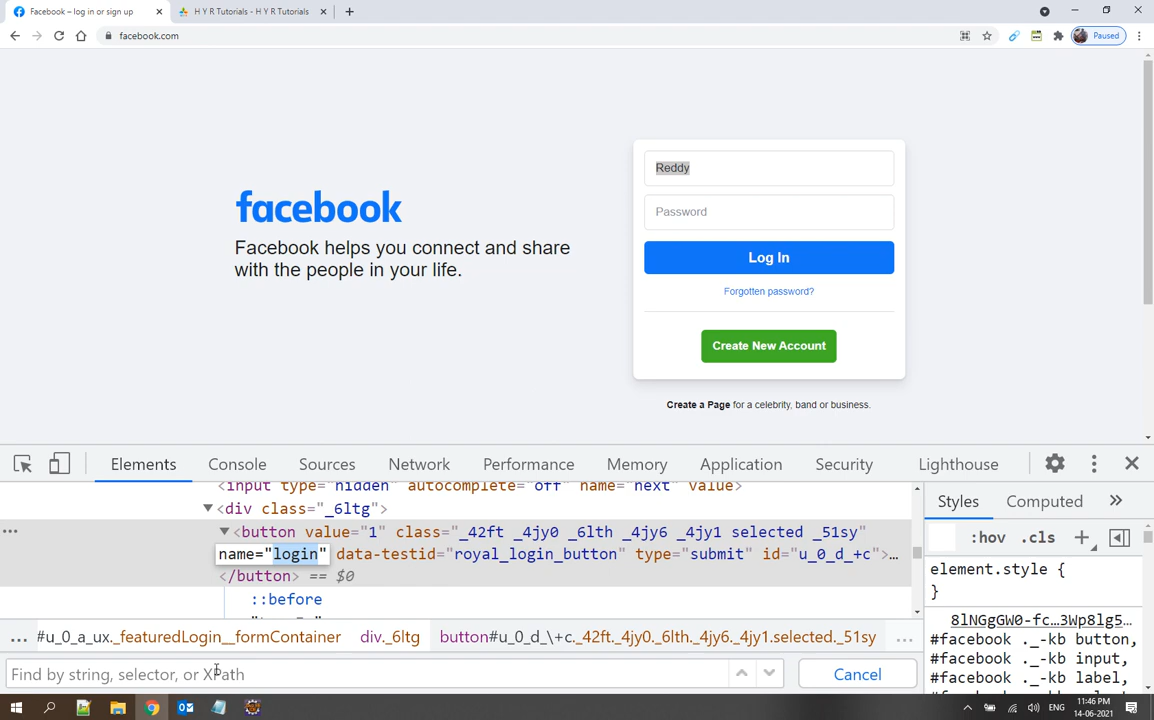 Facebook – log in or sign up
H Y R Tutorials - H Y R Tutorials
facebook.com
Paused
Reddy
facebook
Password
Facebook helps you connect and share
with the people in your life.
Log In
Forgotten password?
Create New Account
Create a Page for a celebrity, band or business.
Elements Console Sources Network Performance Memory Application Security Lighthouse
<input type="hidden" autocomplete="off" name="next" value>
<div class="_6ltg">
<button value="1" class="_42ft _4jy0 _6lth _4jy6 _4jy1 selected _51sy"
name="login" data-testid="royal_login_button" type="submit" id="u_0_d_+c">…
</button> == $0
::before
... #u_0_a_ux._featuredLogin__formContainer div._6ltg button#u_0_d_\+c._42ft._4jy0._6lth._4jy6._4jy1.selected._51sy ...
Find by string, selector, or XPath
Cancel
Styles Computed »
:hov .cls +
element.style {
}
8lNGgGW0-fc…3Wp8lg5…
#facebook ._-kb button,
#facebook ._-kb input,
#facebook ._-kb label,
ENG
11:46 PM
14-06-2021